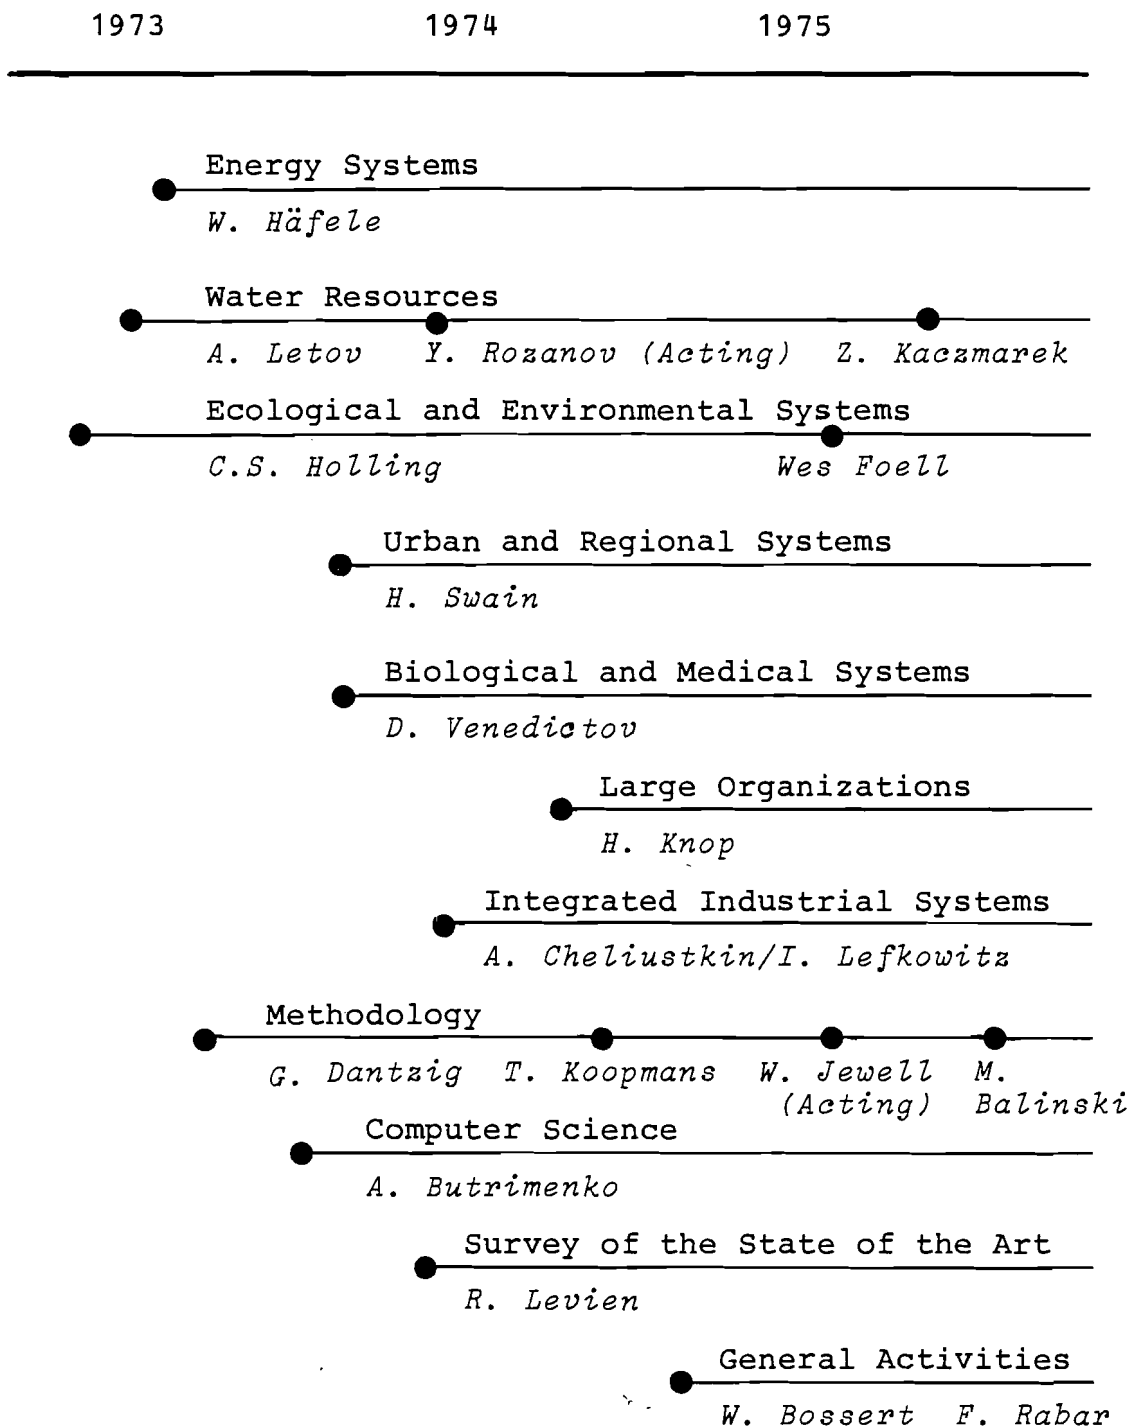 1973 1974 1975
Energy Systems
W. Häfele
Water Resources
A. Letov Y. Rozanov (Acting) Z. Kaczmarek
Ecological and Environmental Systems
C.S. Holling Wes Foell
Urban and Regional Systems
H. Swain
Biological and Medical Systems
D. Venedictov
Large Organizations
H. Knop
Integrated Industrial Systems
A. Cheliustkin/I. Lefkowitz
Methodology
G. Dantzig T. Koopmans W. Jewell M.
(Acting) Balinski
Computer Science
A. Butrimenko
Survey of the State of the Art
R. Levien
General Activities
W. Bossert F. Rabar